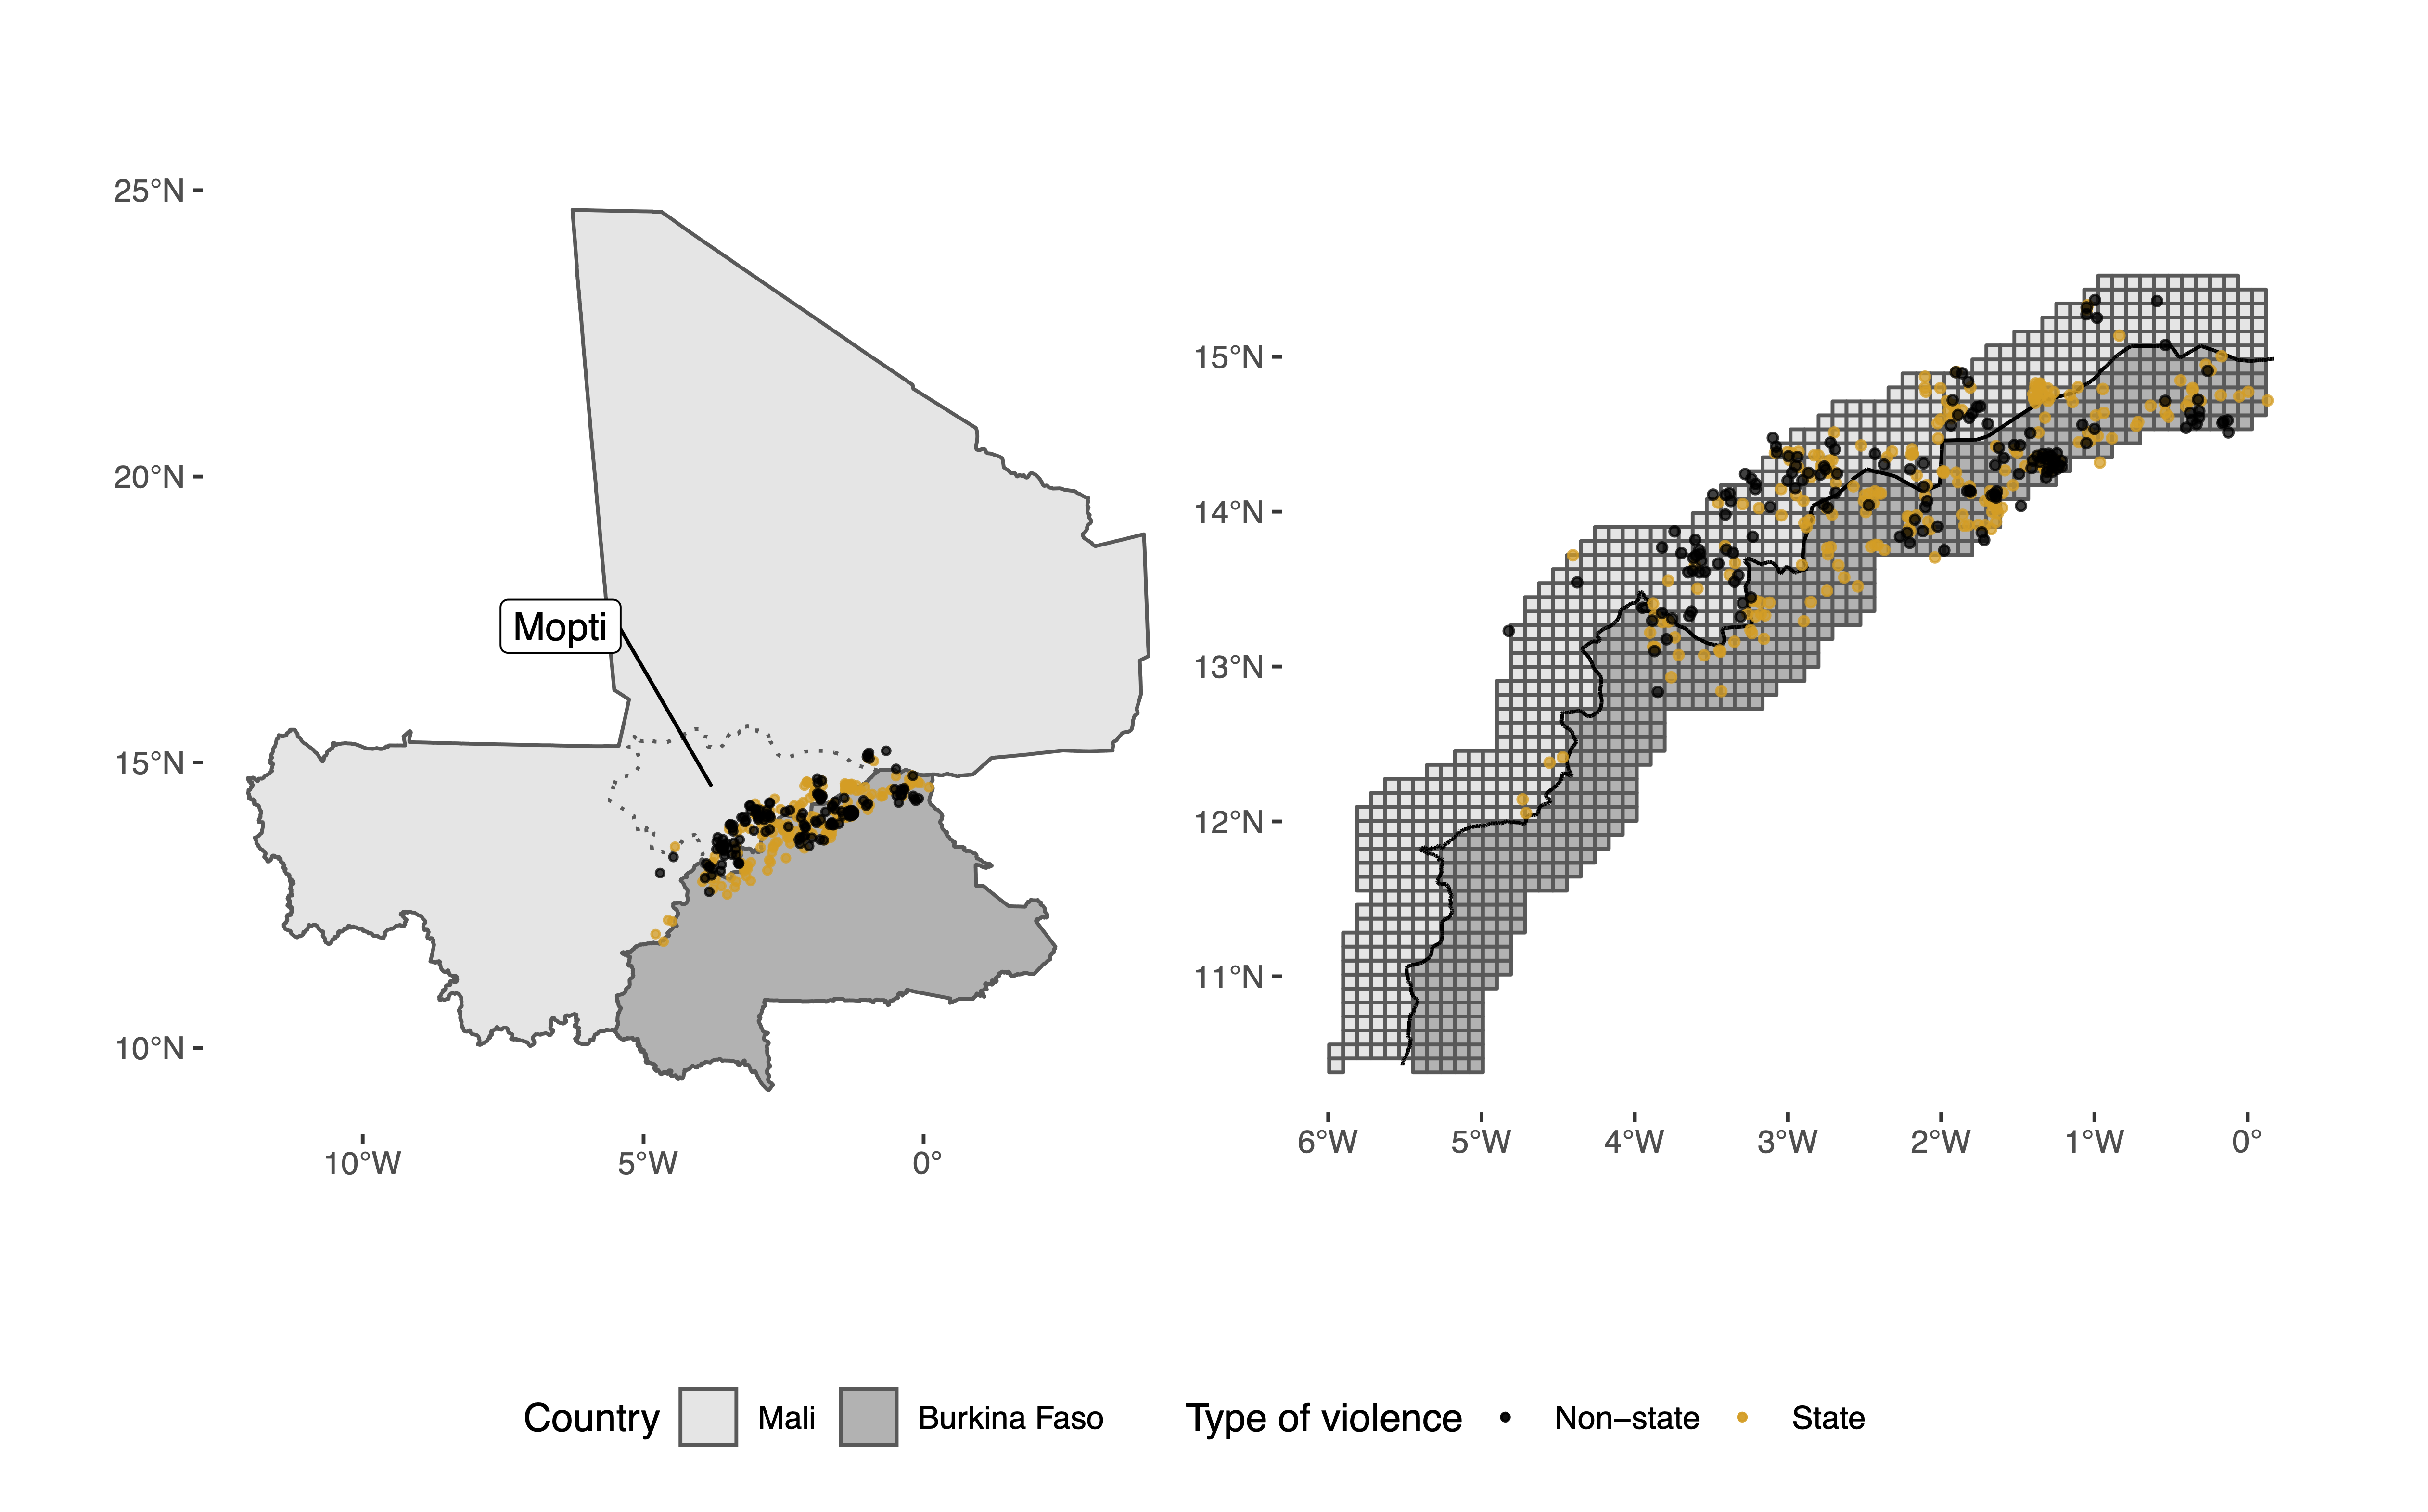 25°N
20°N
15°N
10°N
Mopti
10°W
5°W
0°
15°N
14°N
13°N
12°N
11°N
6°W
5°W
4°W
3°W
2°W
1°W
0°
Country
Mali
Burkina Faso
Type of violence
Non−state
State